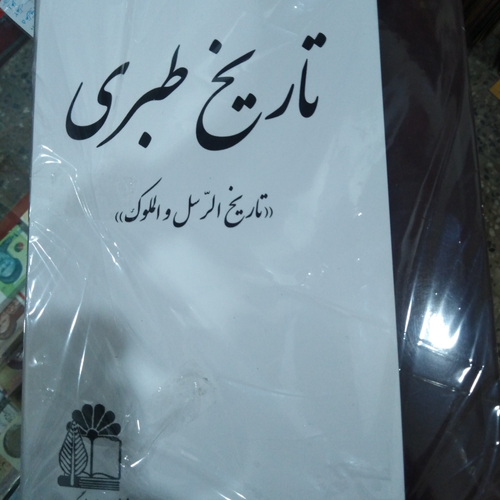 تاریخ طبری
«تاریخ الرّسل و الملوک»